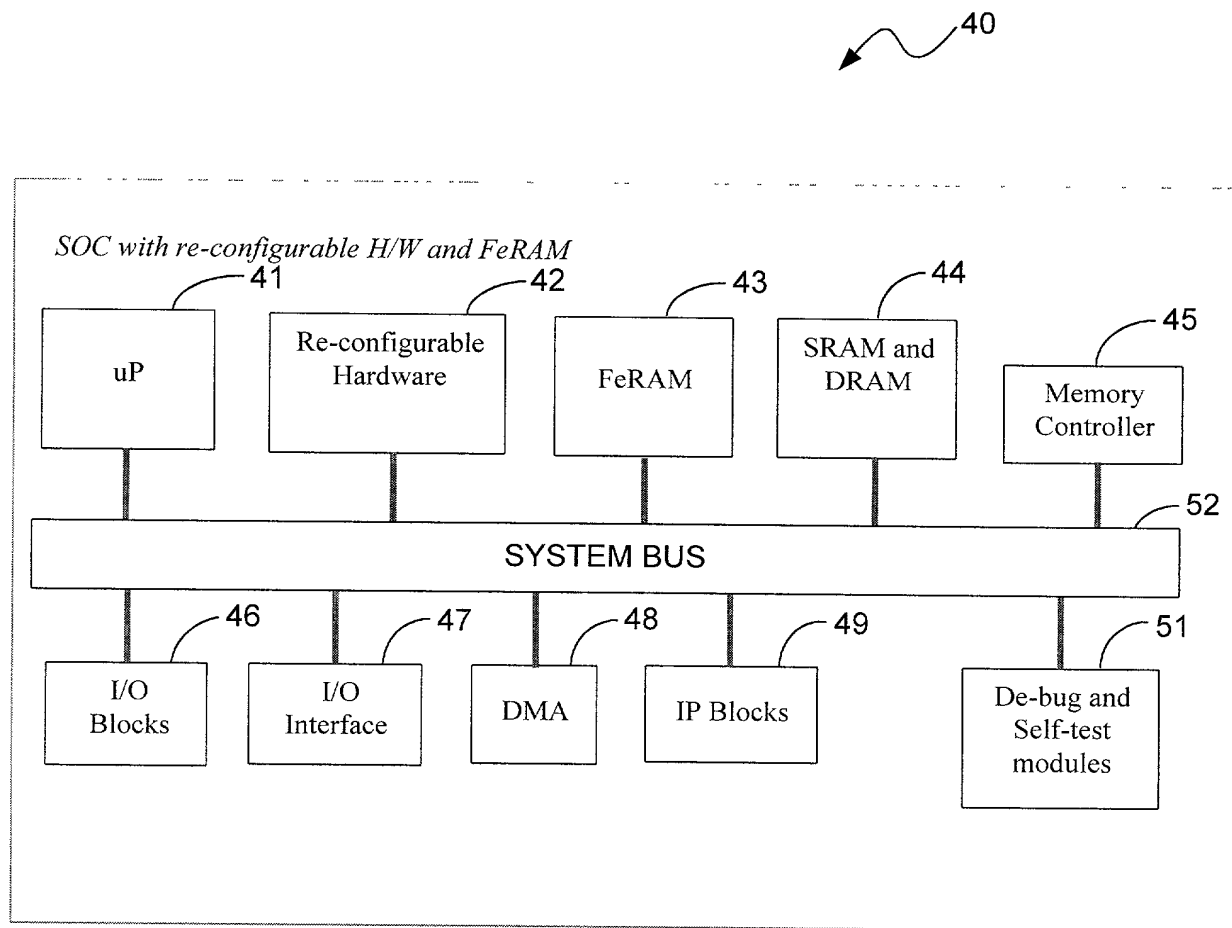 40
SOC with re-configurable H/W and FeRAM
41
42
43
44
45
uP
Re-configurable
Hardware
FeRAM
SRAM and
DRAM
Memory
Controller
52
SYSTEM BUS
46
47
48
49
51
I/O
Blocks
I/O
Interface
DMA
IP Blocks
De-bug and
Self-test
modules